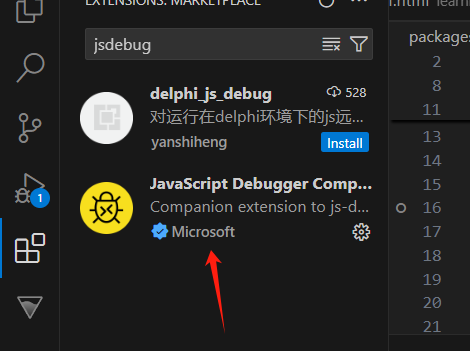 EXTENSIONS: MARKETPLACE
.html
packages
jsdebug
delphi_js_debug
528
对运行在delphi环境下的js远...
yanshiheng
Install
JavaScript Debugger Comp...
Companion extension to js-d...
Microsoft
1
2
8
11
13
14
15
16
17
18
19
20
21